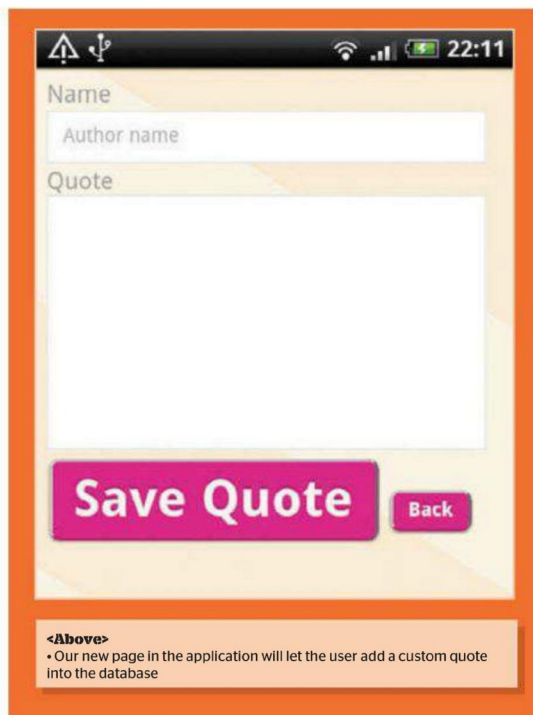 22:11
Name
Author name
Quote
Save Quote
Back
<Above>
• Our new page in the application will let the user add a custom quote
into the database